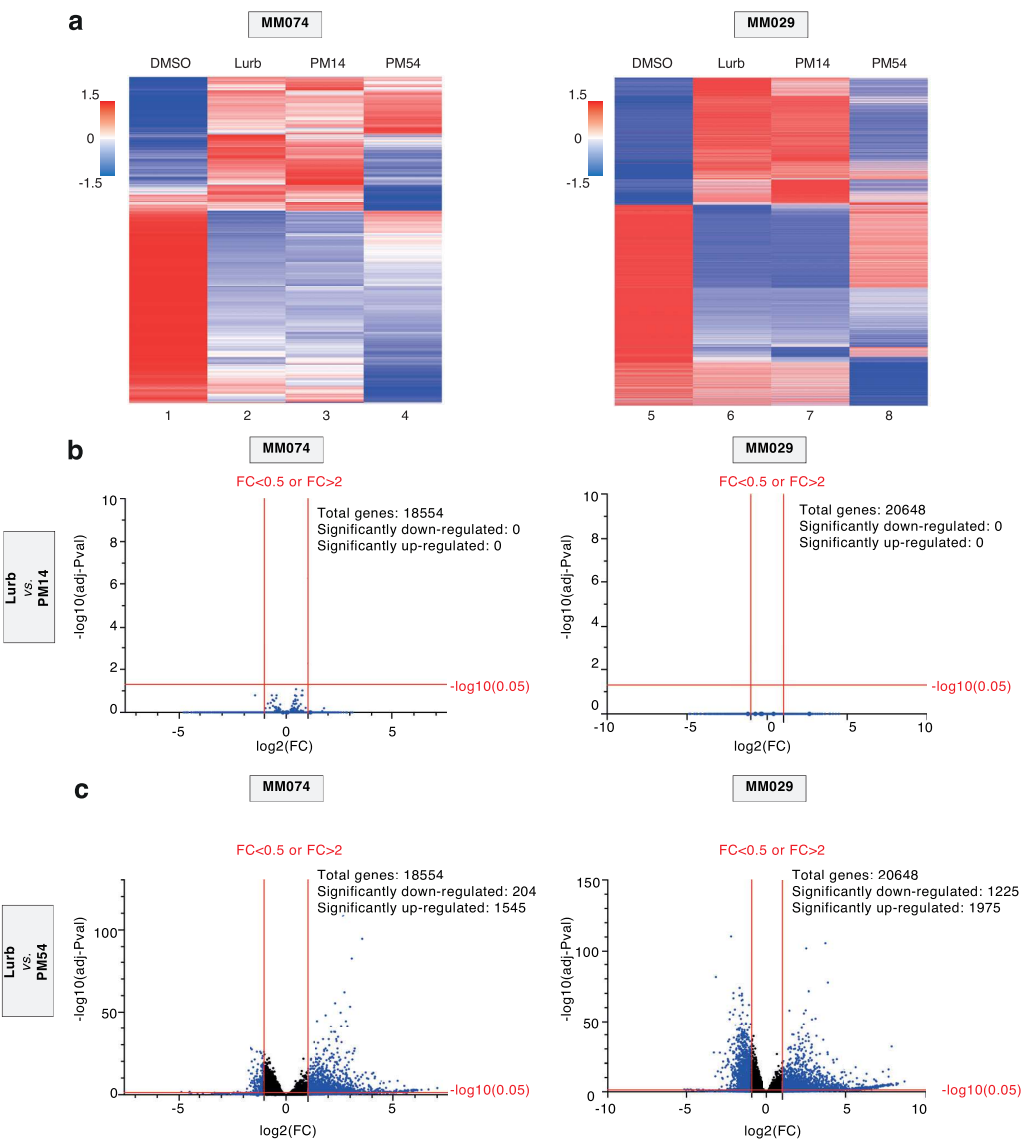 a
MM074
MM029
DMSO Lurb PM14 PM54
DMSO Lurb PM14 PM54
1.5
0
-1.5
1.5
0
-1.5
1 2 3 4
5 6 7 8
b
MM074
MM029
Lurb
vs.
PM14
FC<0.5 or FC>2
Total genes: 18554
Significantly down-regulated: 0
Significantly up-regulated: 0
-log10(adj-Pval)
10
8
6
4
2
0
-log10(0.05)
-5 0 5
log2(FC)
FC<0.5 or FC>2
Total genes: 20648
Significantly down-regulated: 0
Significantly up-regulated: 0
-log10(adj-Pval)
10
8
6
4
2
0
-log10(0.05)
-10 -5 0 5 10
log2(FC)
c
MM074
MM029
Lurb
vs.
PM54
FC<0.5 or FC>2
Total genes: 18554
Significantly down-regulated: 204
Significantly up-regulated: 1545
-log10(adj-Pval)
100
50
0
-log10(0.05)
-5 0 5
log2(FC)
FC<0.5 or FC>2
Total genes: 20648
Significantly down-regulated: 1225
Significantly up-regulated: 1975
-log10(adj-Pval)
150
100
50
0
-log10(0.05)
-10 -5 0 5 10
log2(FC)